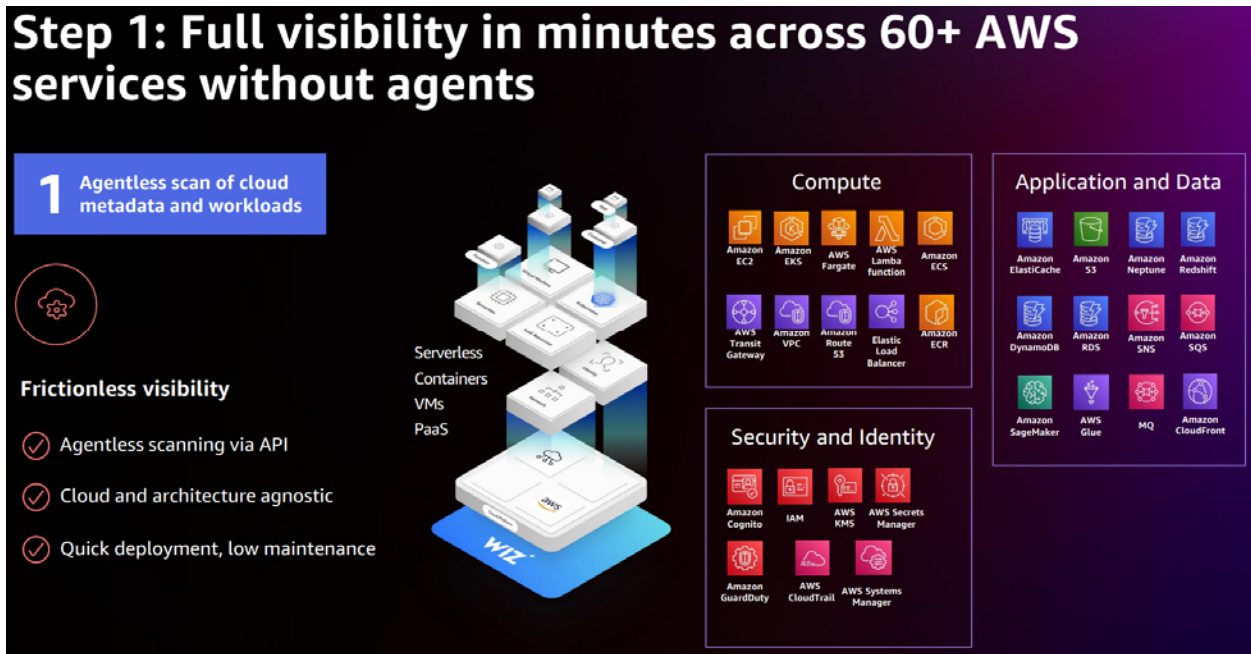 Step 1: Full visibility in minutes across 60+ AWS
services without agents
1
Agentless scan of cloud
metadata and workloads
Frictionless visibility
Agentless scanning via API
Cloud and architecture agnostic
Quick deployment, low maintenance
Serverless
Containers
VMs
PaaS
Virtual Machine
Network
aws
WIZ
Compute
Amazon
EC2
Amazon
EKS
AWS
Fargate
AWS
Lamba
function
Amazon
ECS
AWS
Transit
Gateway
Amazon
VPC
Amazon
Route
53
Elastic
Load
Balancer
Amazon
ECR
Security and Identity
Amazon
Cognito
IAM
AWS
KMS
AWS Secrets
Manager
Amazon
GuardDuty
AWS
CloudTrail
AWS Systems
Manager
Application and Data
Amazon
ElastiCache
Amazon
S3
Amazon
Neptune
Amazon
Redshift
Amazon
DynamoDB
Amazon
RDS
Amazon
SNS
Amazon
SQS
Amazon
SageMaker
AWS
Glue
MQ
Amazon
CloudFront